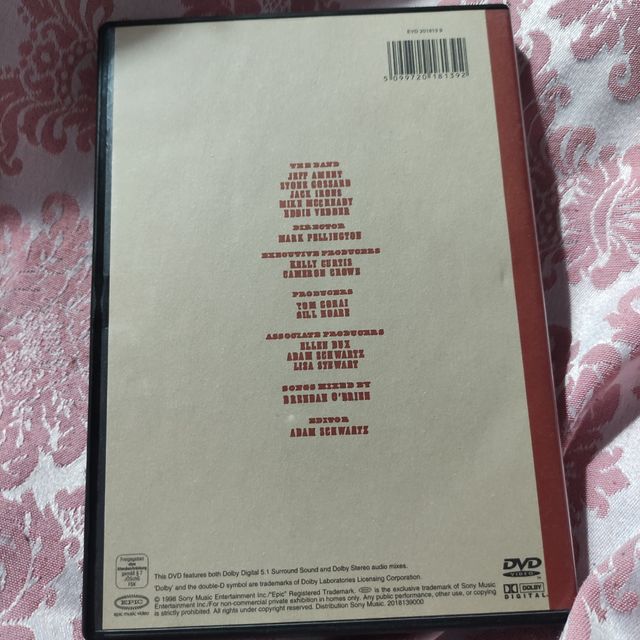 EVD 201813 9
5 099720 181392
THE BAND
JEFF AMENT
STONE GOSSARD
JACK IRONS
MIKE MCCREADY
EDDIE VEDDER
DIRECTOR
MARK PELLINGTON
EXECUTIVE PRODUCERS
KELLY CURTIS
CAMERON CROWE
PRODUCERS
TOM GORAI
GILL HOARE
ASSOCIATE PRODUCERS
ELLEN DUX
ADAM SCHWARTZ
LISA STEWART
SONGS MIXED BY
BRENDAN O'BRIEN
EDITOR
ADAM SCHWARTZ
This DVD features both Dolby Digital 5.1 Surround Sound and Dolby Stereo audio mixes.
'Dolby' and the double-D symbol are trademarks of Dolby Laboratories Licensing Corporation.
© 1998 Sony Music Entertainment Inc./"Epic" Registered Trademark. is the exclusive trademark of Sony Music
Entertainment Inc./For non-commercial private exhibition in homes only. Any public performance, other use, or copying
is strictly prohibited. All rights under copyright reserved. Distribution Sony Music. 2018139000
EPIC
epic music video
DVD
VIDEO
DOLBY
DIGITAL